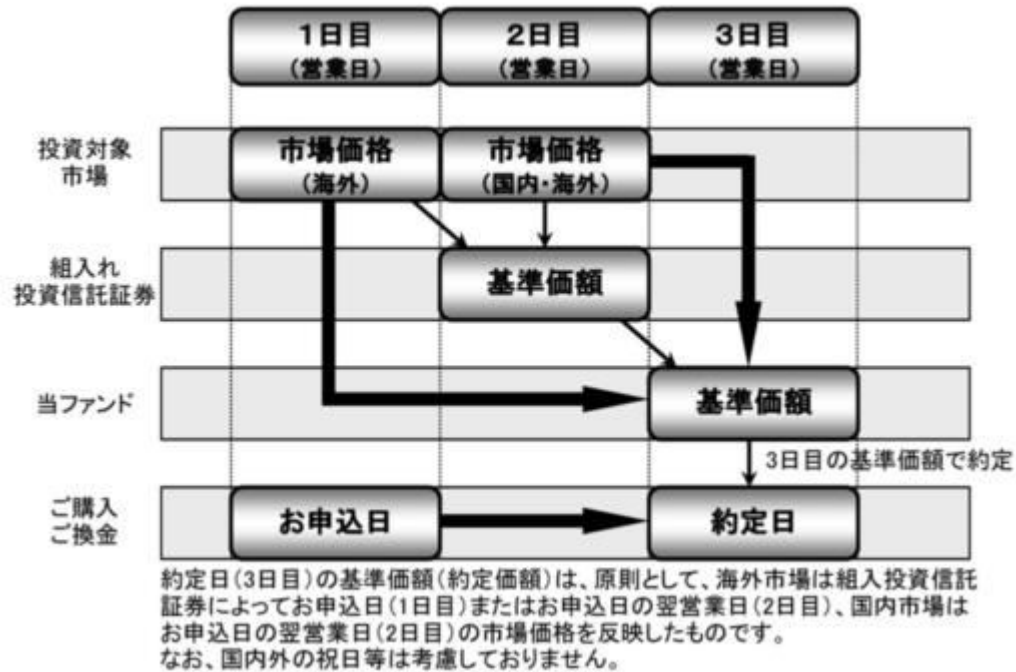 1日目
(営業日)
2日目
(営業日)
3日目
(営業日)
投資対象
市場
市場価格
(海外)
市場価格
(国内・海外)
組入れ
投資信託証券
基準価額
当ファンド
基準価額
3日目の基準価額で約定
ご購入
ご換金
お申込日
約定日
約定日(3日目)の基準価額(約定価額)は、原則として、海外市場は組入投資信託
証券によってお申込日(1日目)またはお申込日の翌営業日(2日目)、国内市場は
お申込日の翌営業日(2日目)の市場価格を反映したものです。
なお、国内外の祝日等は考慮しておりません。